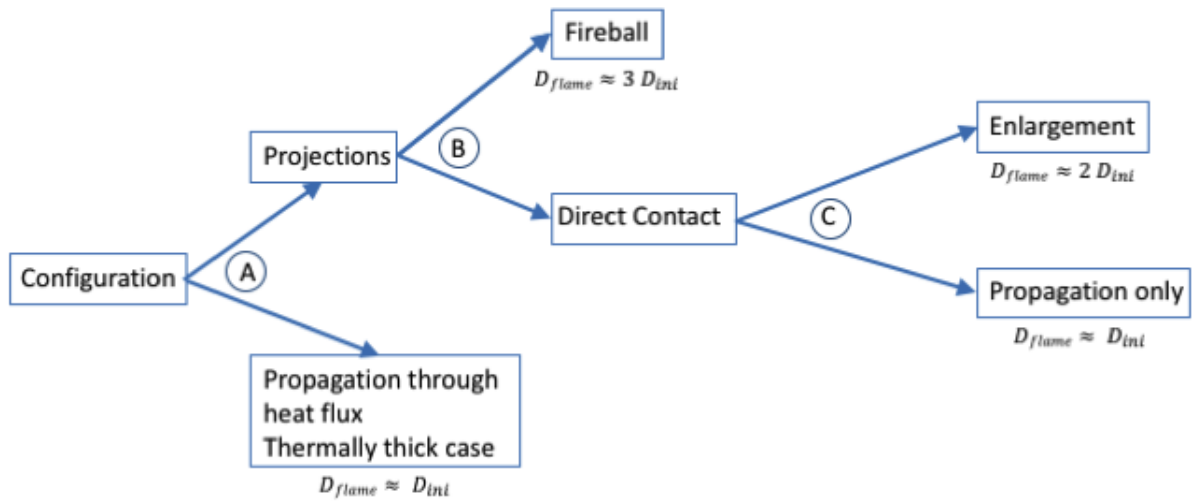 Fireball
D_flame ≈ 3 D_ini
Enlargement
D_flame ≈ 2 D_ini
B
Projections
Direct Contact
C
A
Configuration
Propagation only
D_flame ≈ D_ini
Propagation through
heat flux
Thermally thick case
D_flame ≈ D_ini